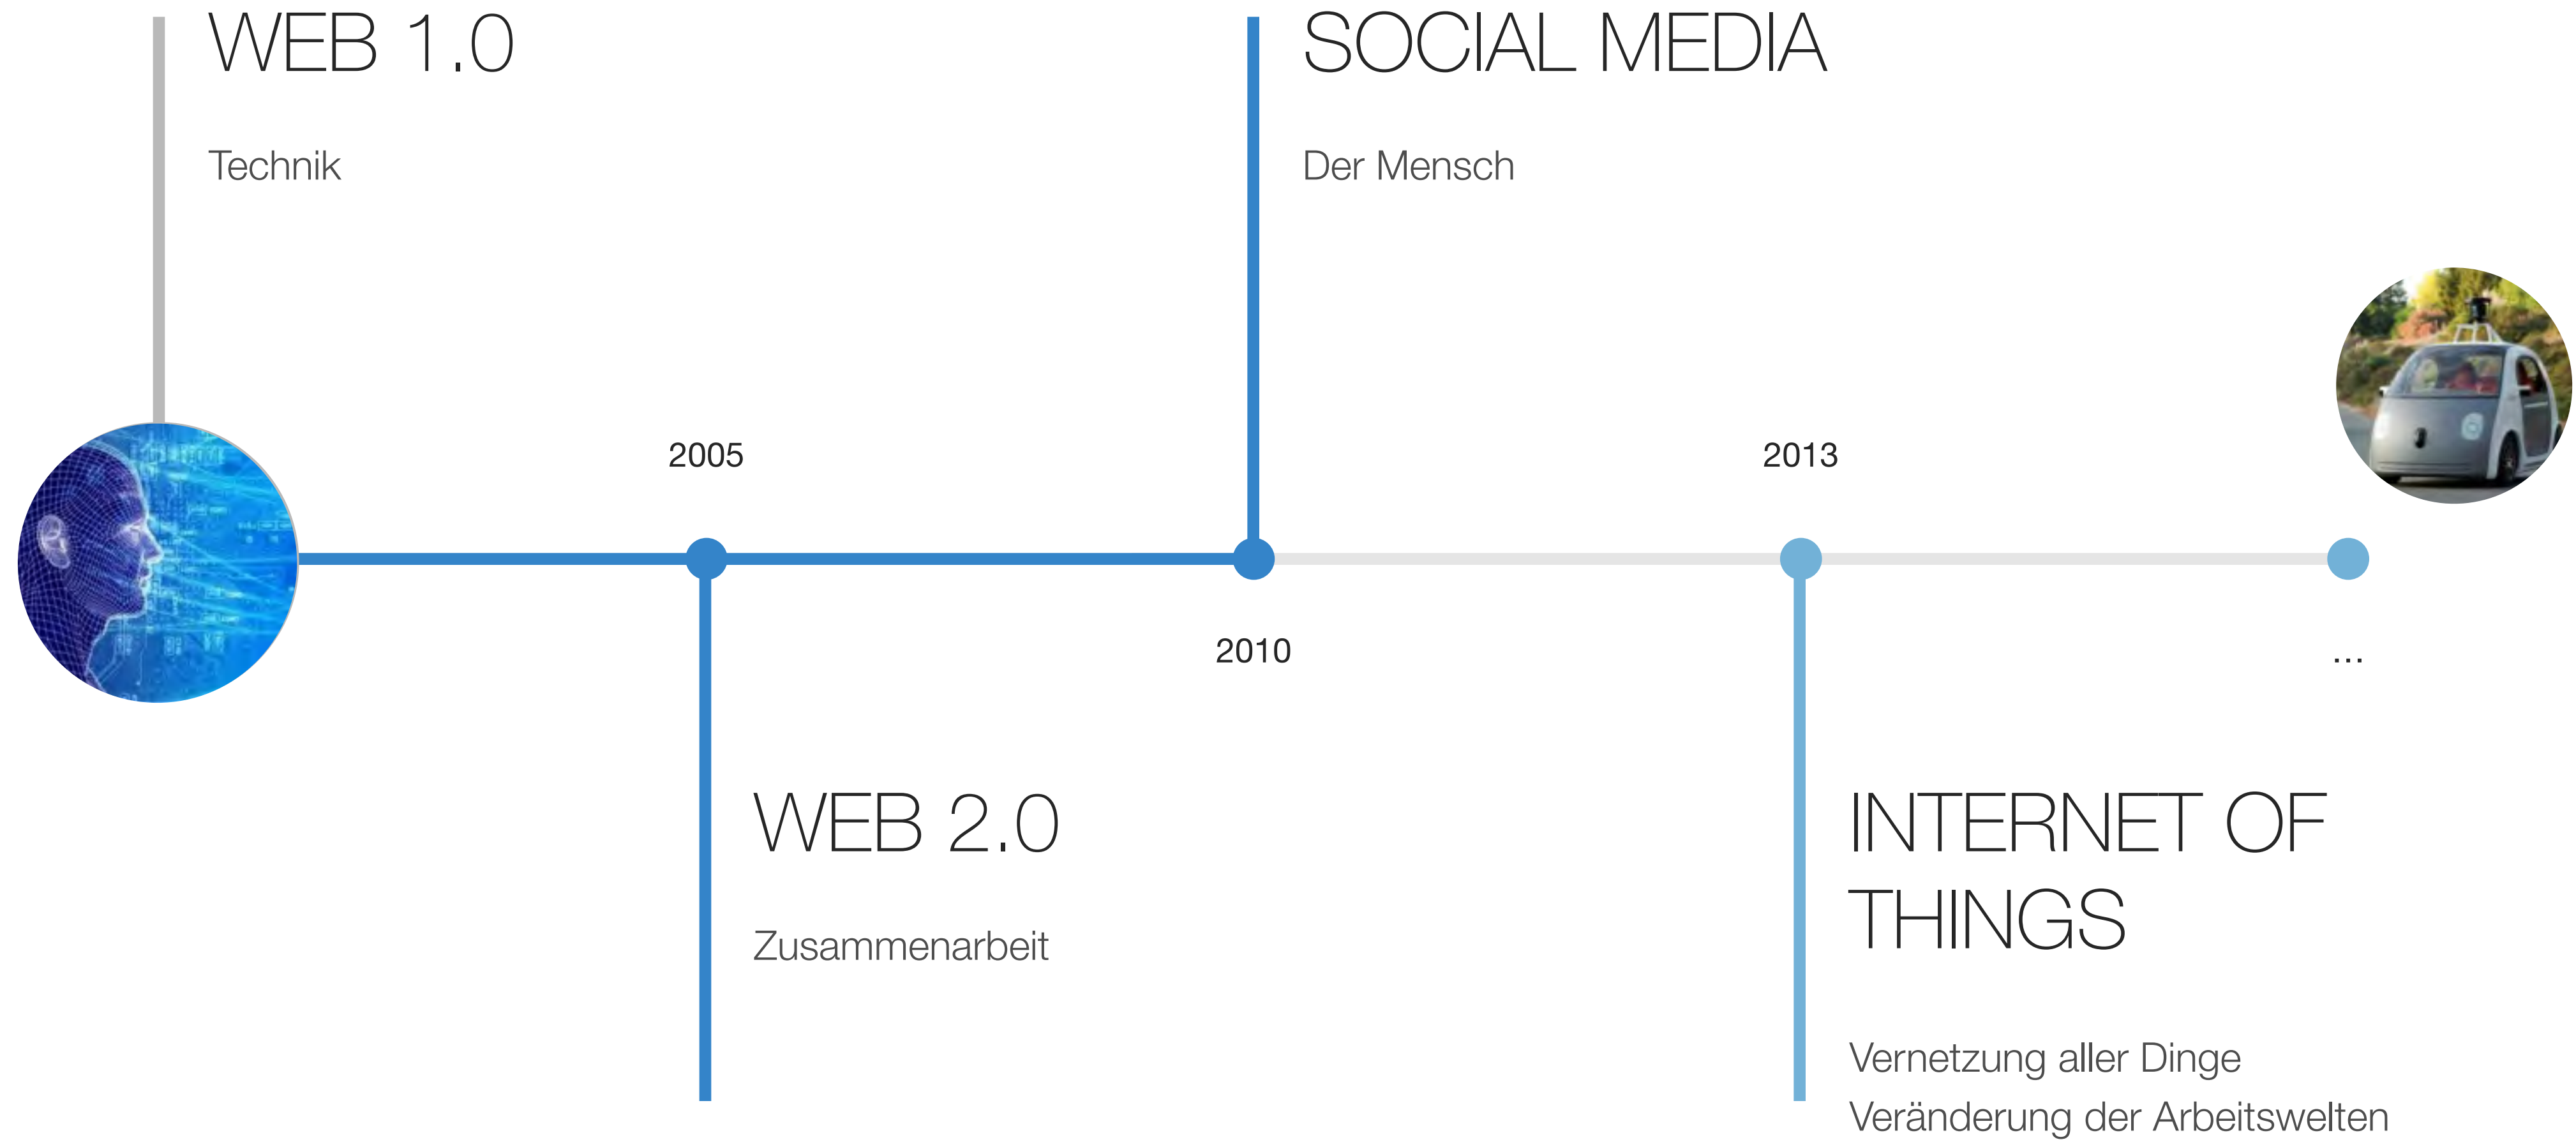 WEB 1.0
Technik
SOCIAL MEDIA
Der Mensch
2005
2013
2010
...
WEB 2.0
Zusammenarbeit
INTERNET OF
THINGS
Vernetzung aller Dinge
Veränderung der Arbeitswelten